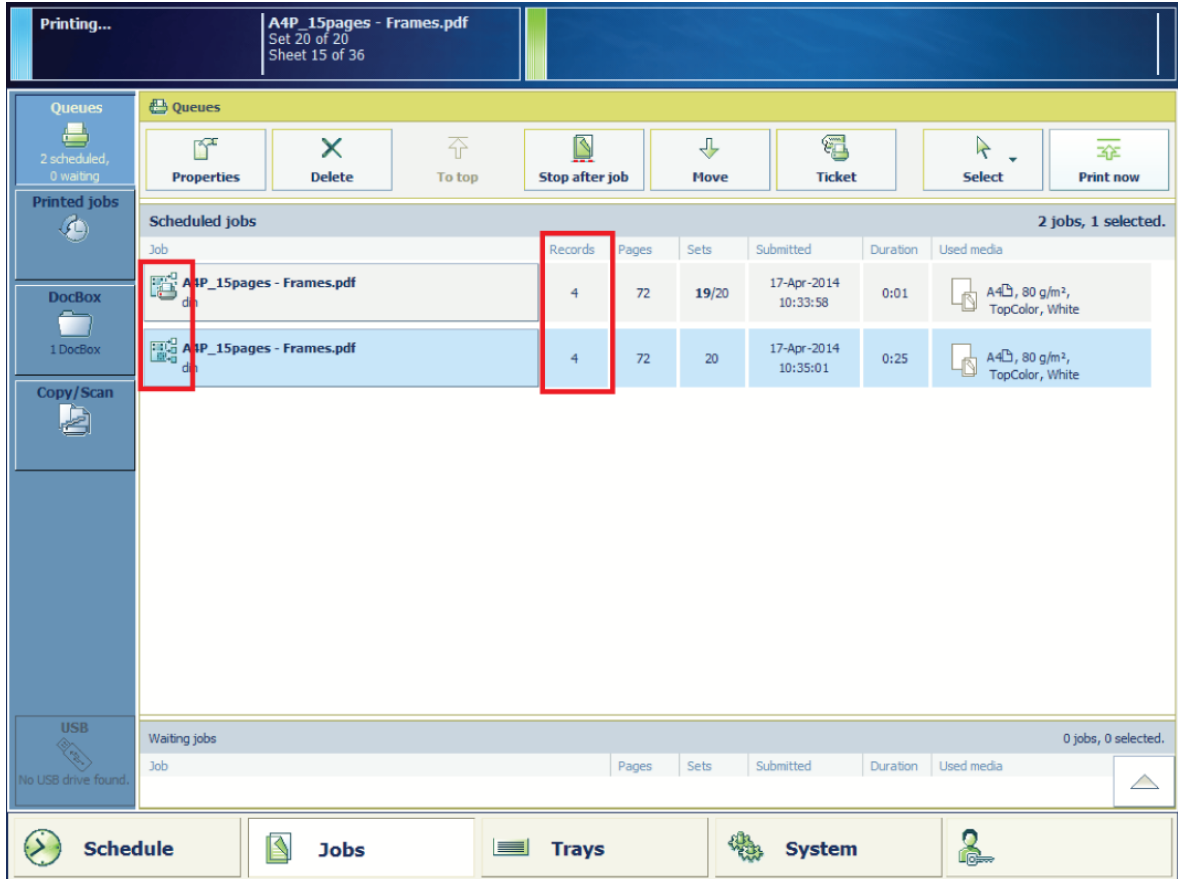 Printing...
A4P_15pages - Frames.pdf
Set 20 of 20
Sheet 15 of 36
Queues
2 scheduled,
0 waiting
Printed jobs
DocBox
1 DocBox
Copy/Scan
USB
No USB drive found.
Queues
Properties
Delete
To top
Stop after job
Move
Ticket
Select
Print now
Scheduled jobs
2 jobs, 1 selected.
Job Records Pages Sets Submitted Duration Used media
A4P_15pages - Frames.pdf
din
4 72 19/20
17-Apr-2014
10:33:58
0:01
A4, 80 g/m²,
TopColor, White
A4P_15pages - Frames.pdf
din
4 72 20
17-Apr-2014
10:35:01
0:25
A4, 80 g/m²,
TopColor, White
Waiting jobs
0 jobs, 0 selected.
Job Pages Sets Submitted Duration Used media
Schedule
Jobs
Trays
System